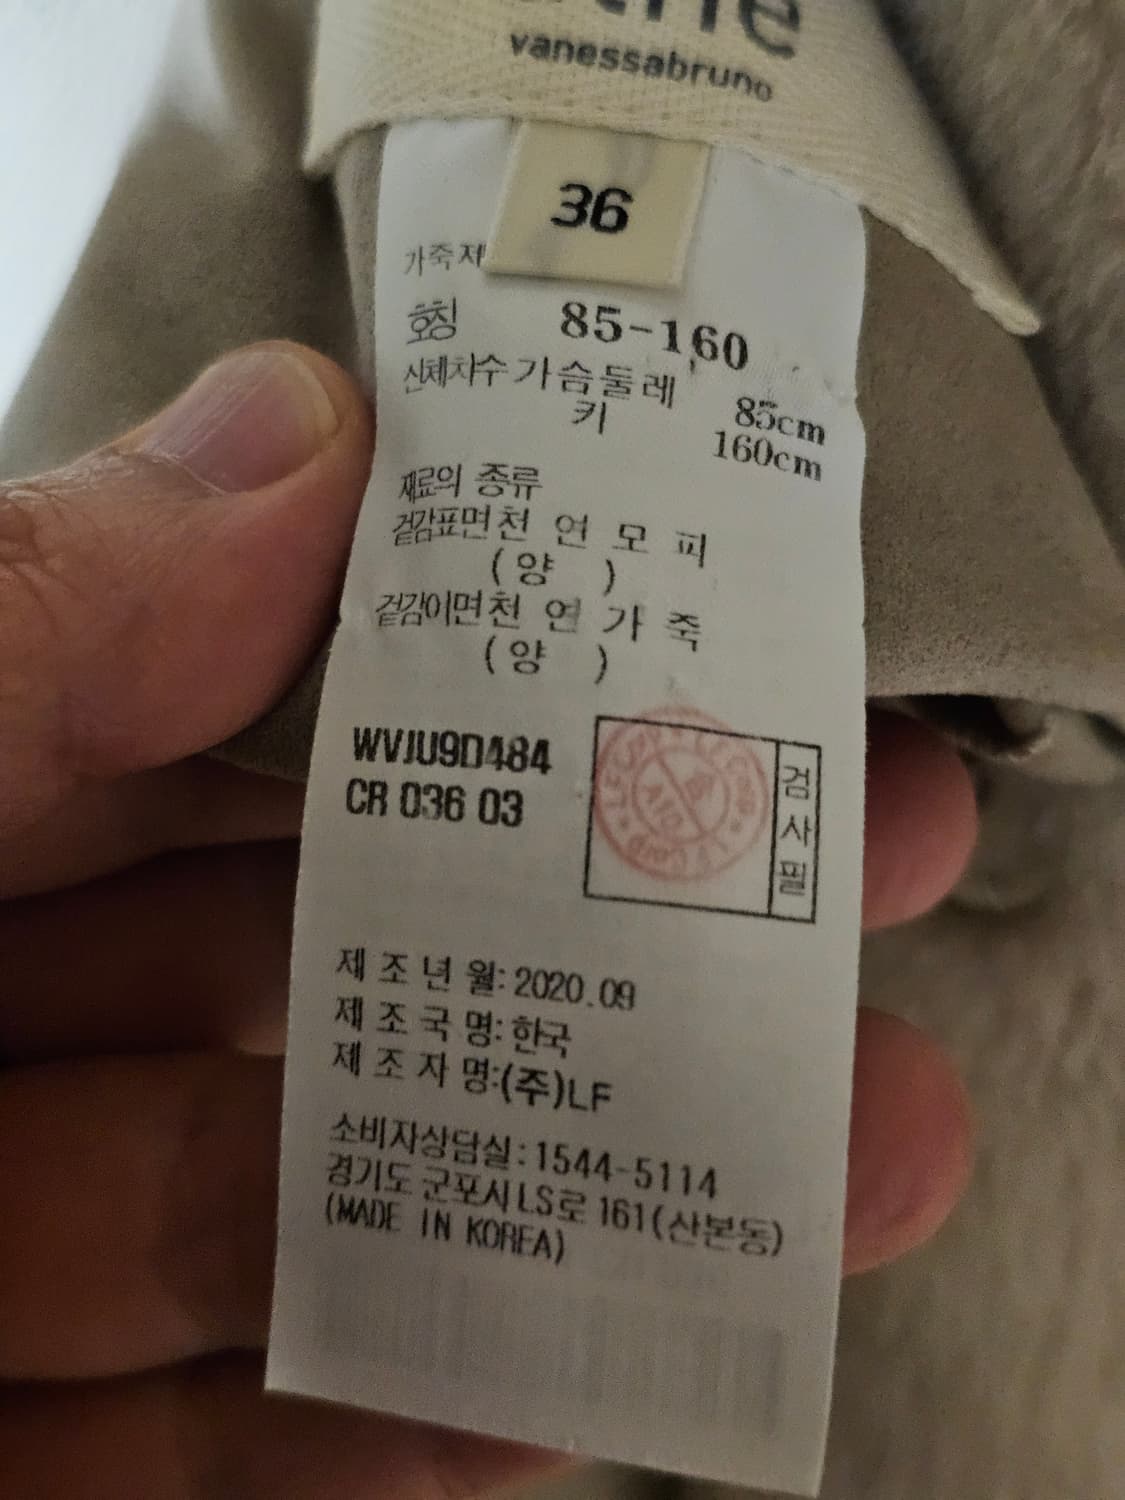 vanessabruno
36
호칭 85-160
신체치수 가슴둘레 85cm
키 160cm
재료의 종류
겉감표면 천 연 모 피
( 양 )
겉감이면 천 연 가 죽
( 양 )
WVJU9D484
CR 036 03
검사필
제 조 년 월: 2020.09
제 조 국 명: 한국
제 조 자 명:(주)LF
소비자상담실: 1544-5114
경기도 군포시 LS로 161(산본동)
(MADE IN KOREA)